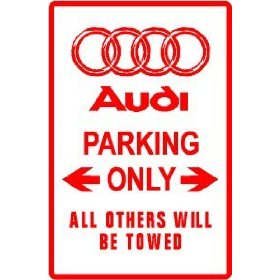 Audi
PARKING
ONLY
ALL OTHERS WILL
BE TOWED